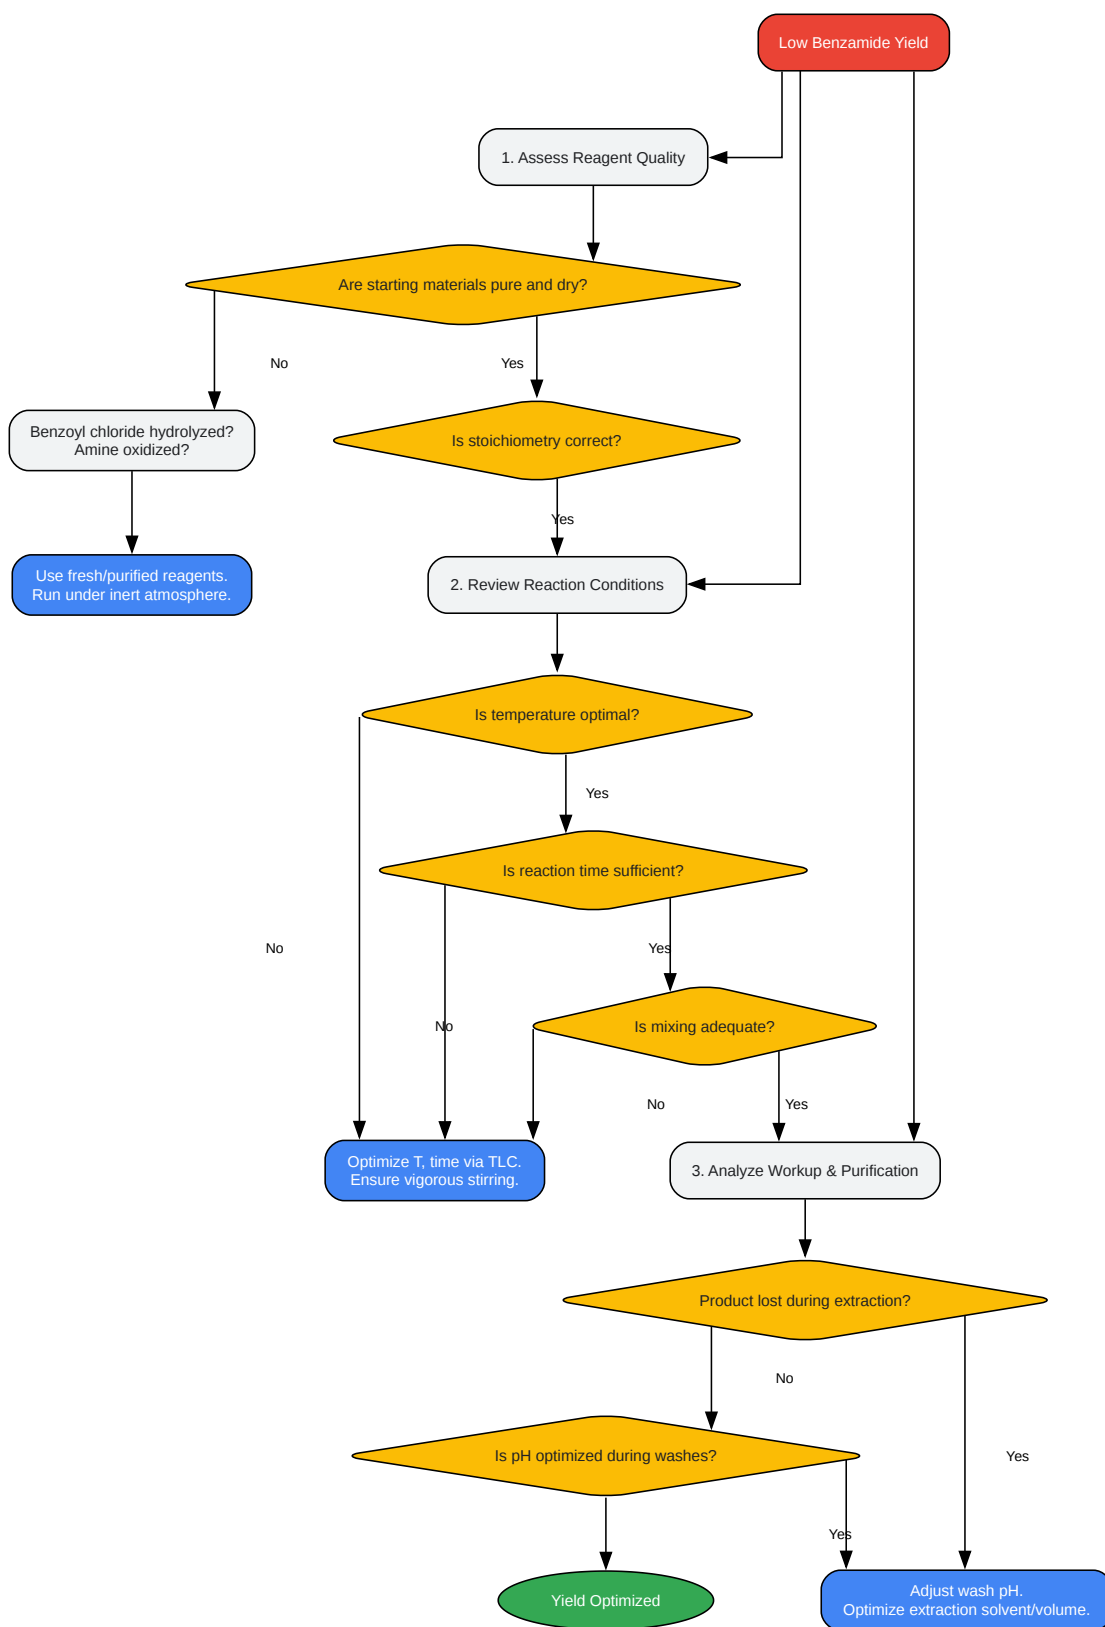 Low Benzamide Yield
1. Assess Reagent Quality
Are starting materials pure and dry?
No
Yes
Benzoyl chloride hydrolyzed?
Amine oxidized?
Is stoichiometry correct?
Yes
Use fresh/purified reagents.
Run under inert atmosphere.
2. Review Reaction Conditions
Is temperature optimal?
Yes
Is reaction time sufficient?
No
Yes
No
Is mixing adequate?
No
Yes
Optimize T, time via TLC.
Ensure vigorous stirring.
3. Analyze Workup & Purification
Product lost during extraction?
No
Is pH optimized during washes?
Yes
Yes
Yield Optimized
Adjust wash pH.
Optimize extraction solvent/volume.